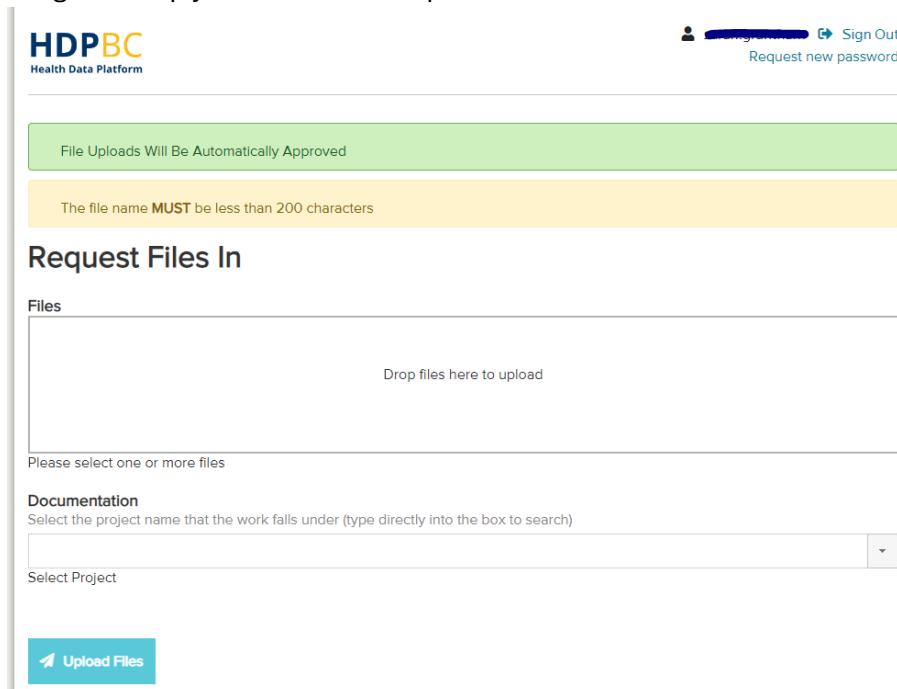 HDPBC
Health Data Platform
Sign Out
Request new password
File Uploads Will Be Automatically Approved
The file name MUST be less than 200 characters
Request Files In
Files
Drop files here to upload
Please select one or more files
Documentation
Select the project name that the work falls under (type directly into the box to search)
Select Project
Upload Files